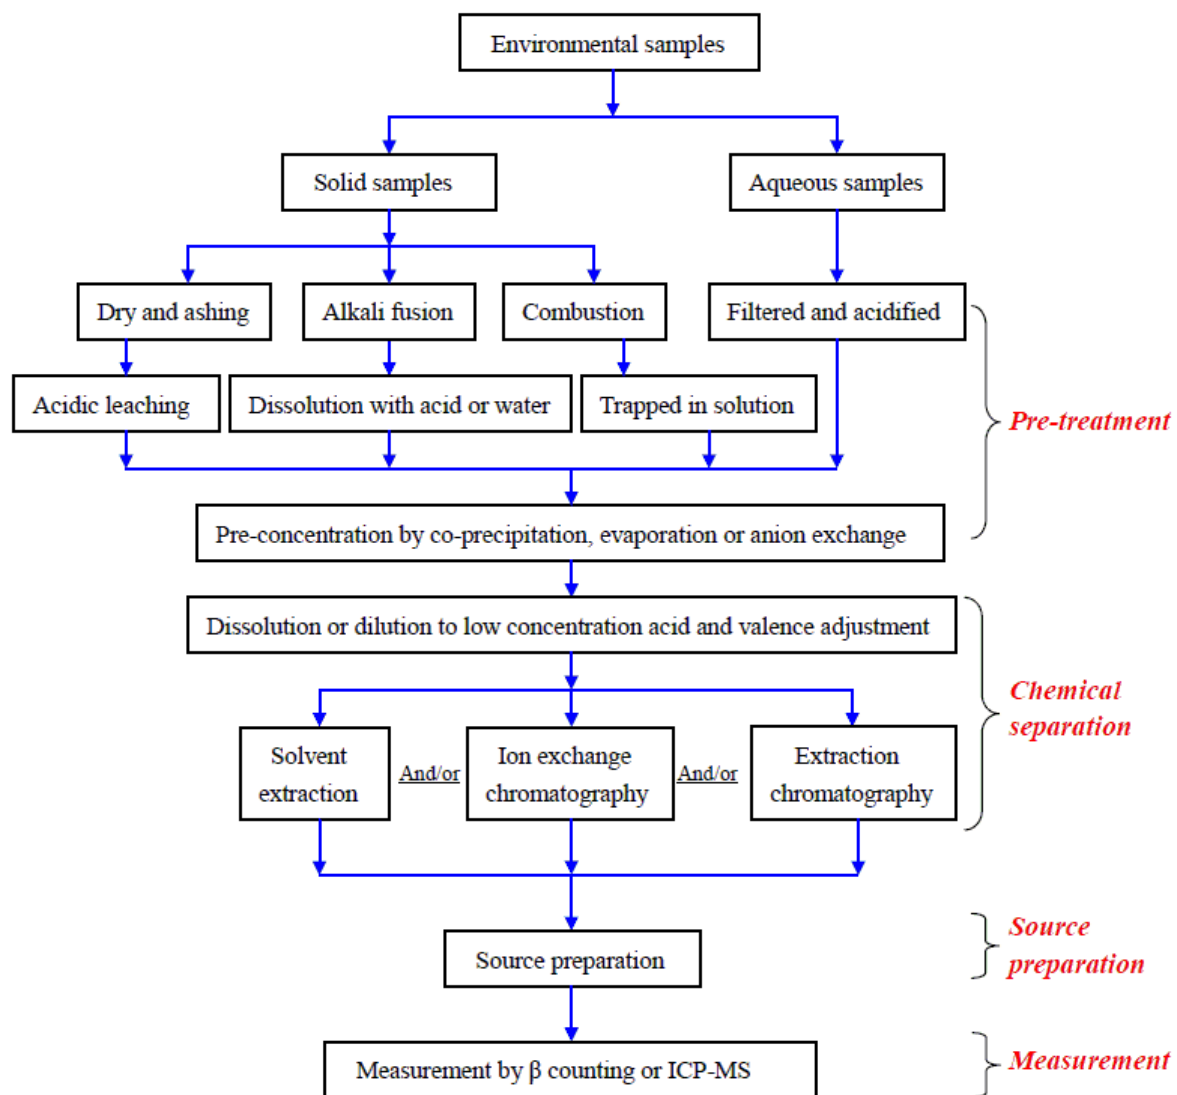 Environmental samples
Solid samples
Aqueous samples
Dry and ashing
Alkali fusion
Combustion
Filtered and acidified
Acidic leaching
Dissolution with acid or water
Trapped in solution
Pre-treatment
Pre-concentration by co-precipitation, evaporation or anion exchange
Dissolution or dilution to low concentration acid and valence adjustment
Chemical
separation
Solvent
extraction
And/or
Ion exchange
chromatography
And/or
Extraction
chromatography
Source preparation
Source
preparation
Measurement by β counting or ICP-MS
Measurement